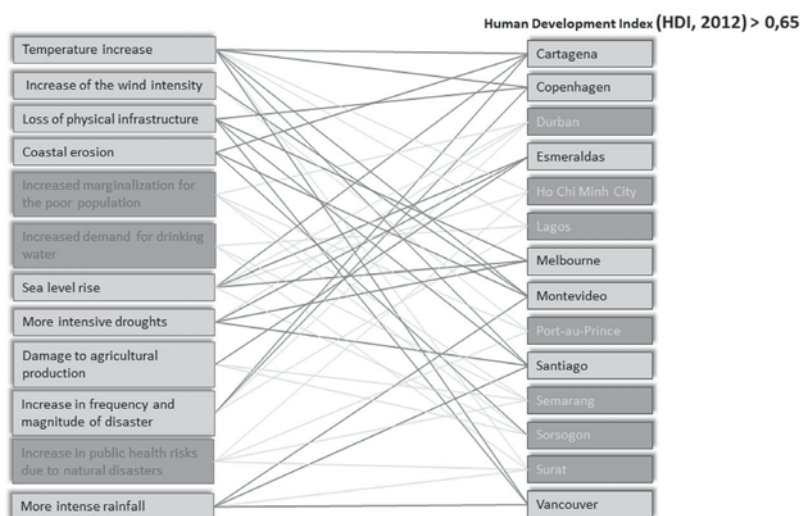 Human Development Index (HDI, 2012) > 0,65
Temperature increase
Increase of the wind intensity
Loss of physical infrastructure
Coastal erosion
Increased marginalization for
the poor population
Increased demand for drinking
water
Sea level rise
More intensive droughts
Damage to agricultural
production
Increase in frequency and
magnitude of disaster
Increase in public health risks
due to natural disasters
More intense rainfall
Cartagena
Copenhagen
Durban
Esmeraldas
Ho Chi Minh City
Lagos
Melbourne
Montevideo
Port-au-Prince
Santiago
Semarang
Sorsogon
Surat
Vancouver